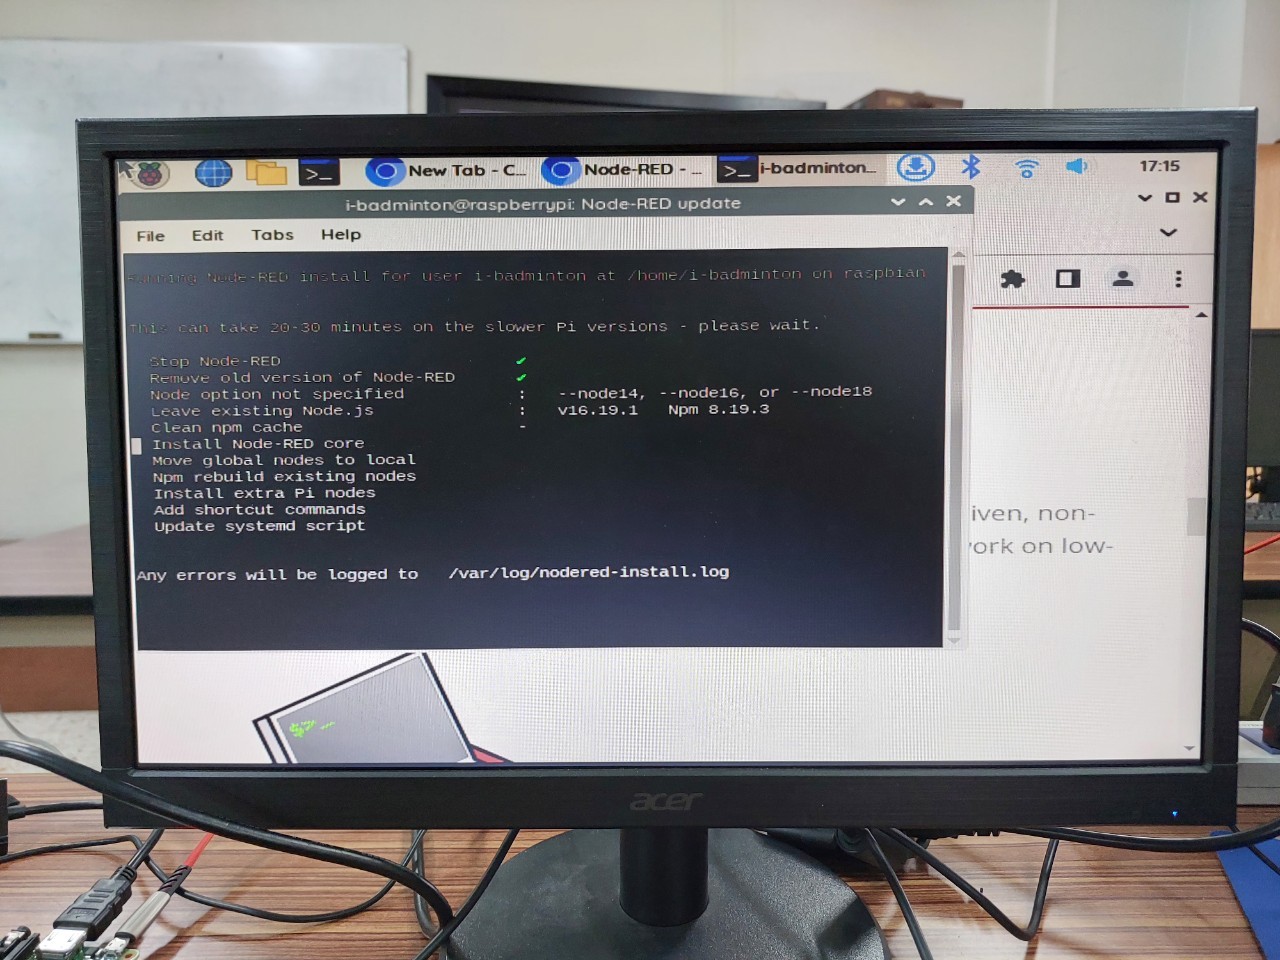 New Tab - C...
Node-RED - ...
i-badminton...
17:15
i-badminton@raspberrypi: Node-RED update
File Edit Tabs Help
Running Node-RED install for user i-badminton at /home/i-badminton on raspbian
This can take 20-30 minutes on the slower Pi versions - please wait.
Stop Node-RED ✔
Remove old version of Node-RED ✔
Node option not specified : --node14, --node16, or --node18
Leave existing Node.js : v16.19.1 Npm 8.19.3
Clean npm cache -
Install Node-RED core
Move global nodes to local
Npm rebuild existing nodes
Install extra Pi nodes
Add shortcut commands
Update systemd script
Any errors will be logged to /var/log/nodered-install.log
iven, non-
ork on low-
acer